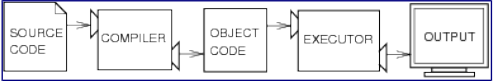 SOURCE
CODE
COMPILER
OBJECT
CODE
EXECUTOR
OUTPUT